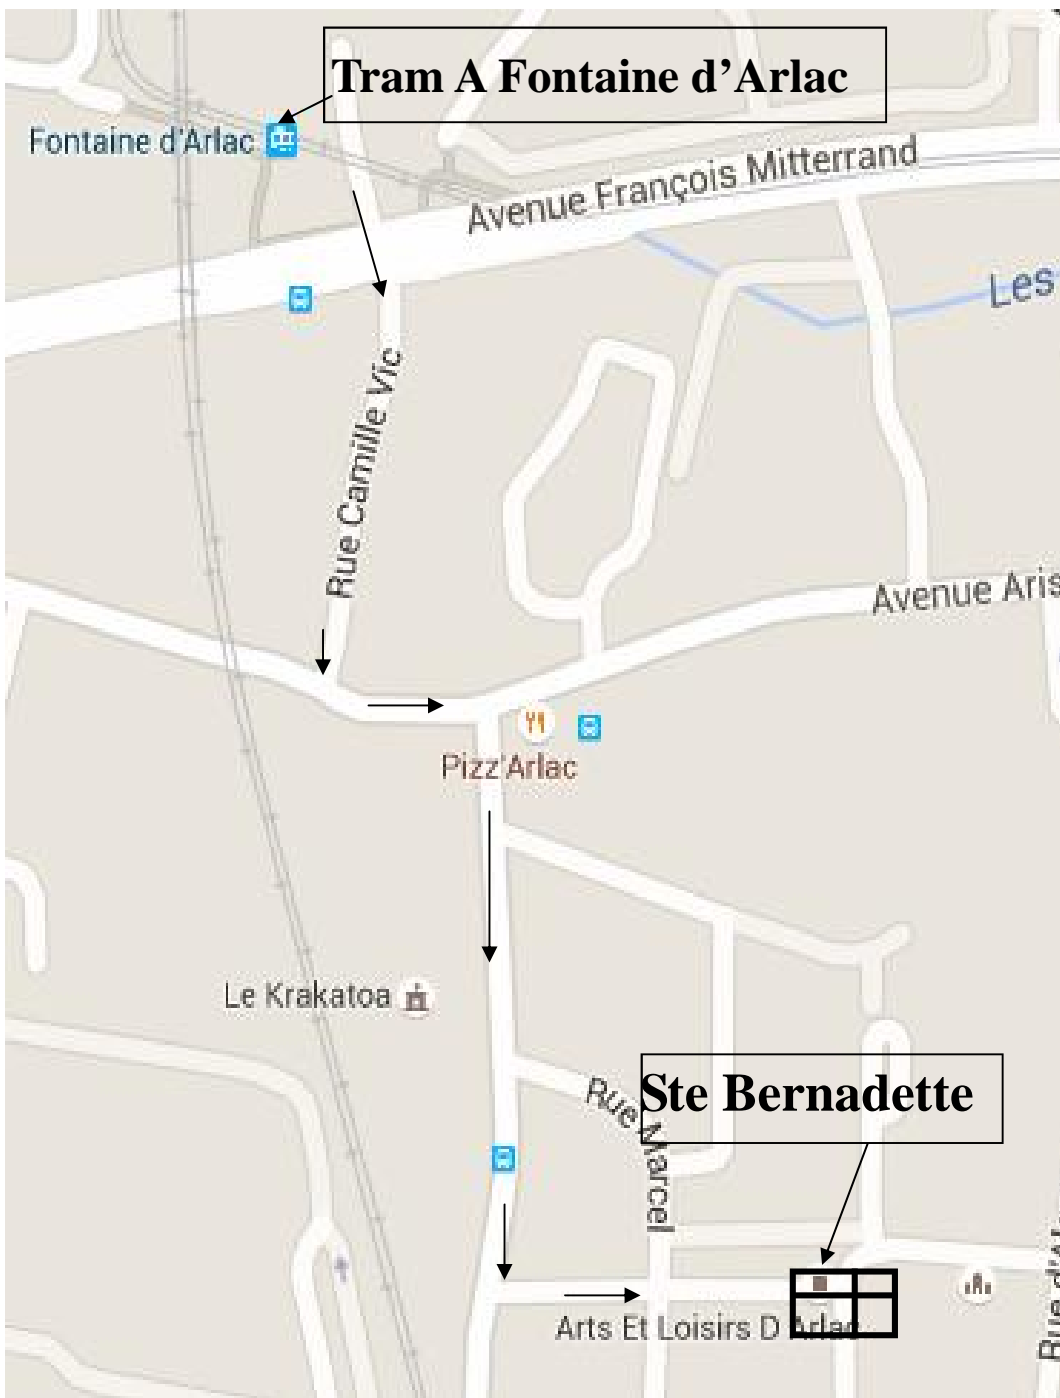 Tram A Fontaine d’Arlac
Fontaine d'Arlac
Avenue François Mitterrand
Les
Rue Camille Vic
Avenue Aris
Pizz'Arlac
Le Krakatoa
Ste Bernadette
Rue Marcel
Arts Et Loisirs D Arlac
Rue